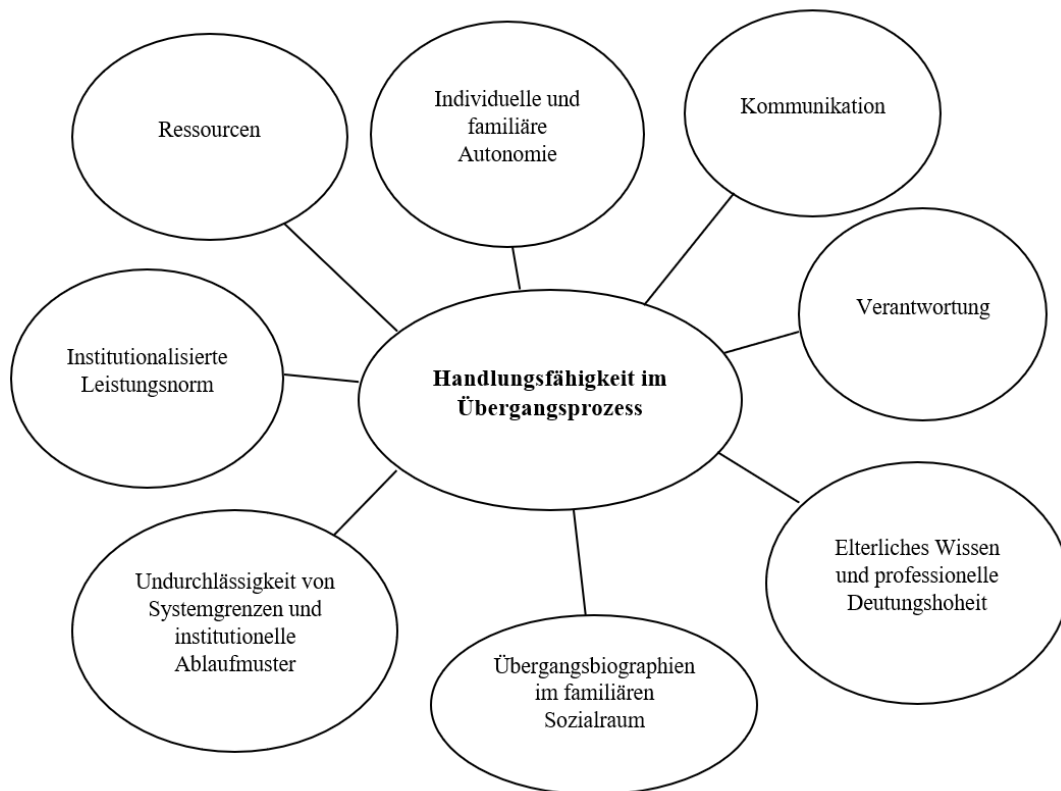 Ressourcen
Individuelle und
familiäre
Autonomie
Kommunikation
Verantwortung
Institutionalisierte
Leistungsnorm
Handlungsfähigkeit im
Übergangsprozess
Elterliches Wissen
und professionelle
Deutungshoheit
Undurchlässigkeit von
Systemgrenzen und
institutionelle
Ablaufmuster
Übergangsbiographien
im familiären
Sozialraum